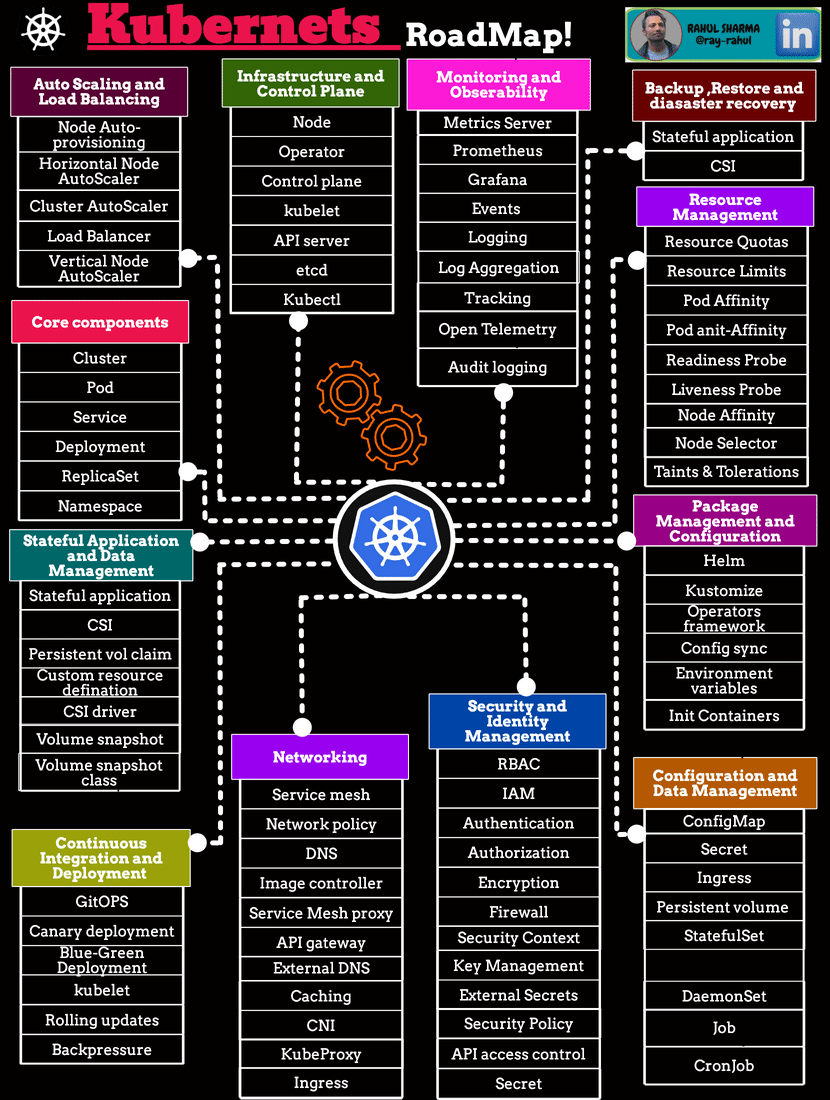 Kubernets RoadMap!
RAHUL SHARMA
@ray-rahul
in
Auto Scaling and
Load Balancing
Node Auto-
provisioning
Horizontal Node
AutoScaler
Cluster AutoScaler
Load Balancer
Vertical Node
AutoScaler
Infrastructure and
Control Plane
Node
Operator
Control plane
kubelet
API server
etcd
Kubectl
Monitoring and
Obserability
Metrics Server
Prometheus
Grafana
Events
Logging
Log Aggregation
Tracking
Open Telemetry
Audit logging
Backup ,Restore and
diasaster recovery
Stateful application
CSI
Resource
Management
Resource Quotas
Resource Limits
Pod Affinity
Pod anit-Affinity
Readiness Probe
Liveness Probe
Node Affinity
Node Selector
Taints & Tolerations
Core components
Cluster
Pod
Service
Deployment
ReplicaSet
Namespace
Package
Management and
Configuration
Helm
Kustomize
Operators
framework
Config sync
Environment
variables
Init Containers
Stateful Application
and Data
Management
Stateful application
CSI
Persistent vol claim
Custom resource
defination
CSI driver
Volume snapshot
Volume snapshot
class
Continuous
Integration and
Deployment
GitOPS
Canary deployment
Blue-Green
Deployment
kubelet
Rolling updates
Backpressure
Networking
Service mesh
Network policy
DNS
Image controller
Service Mesh proxy
API gateway
External DNS
Caching
CNI
KubeProxy
Ingress
Security and
Identity
Management
RBAC
IAM
Authentication
Authorization
Encryption
Firewall
Security Context
Key Management
External Secrets
Security Policy
API access control
Secret
Configuration and
Data Management
ConfigMap
Secret
Ingress
Persistent volume
StatefulSet
DaemonSet
Job
CronJob